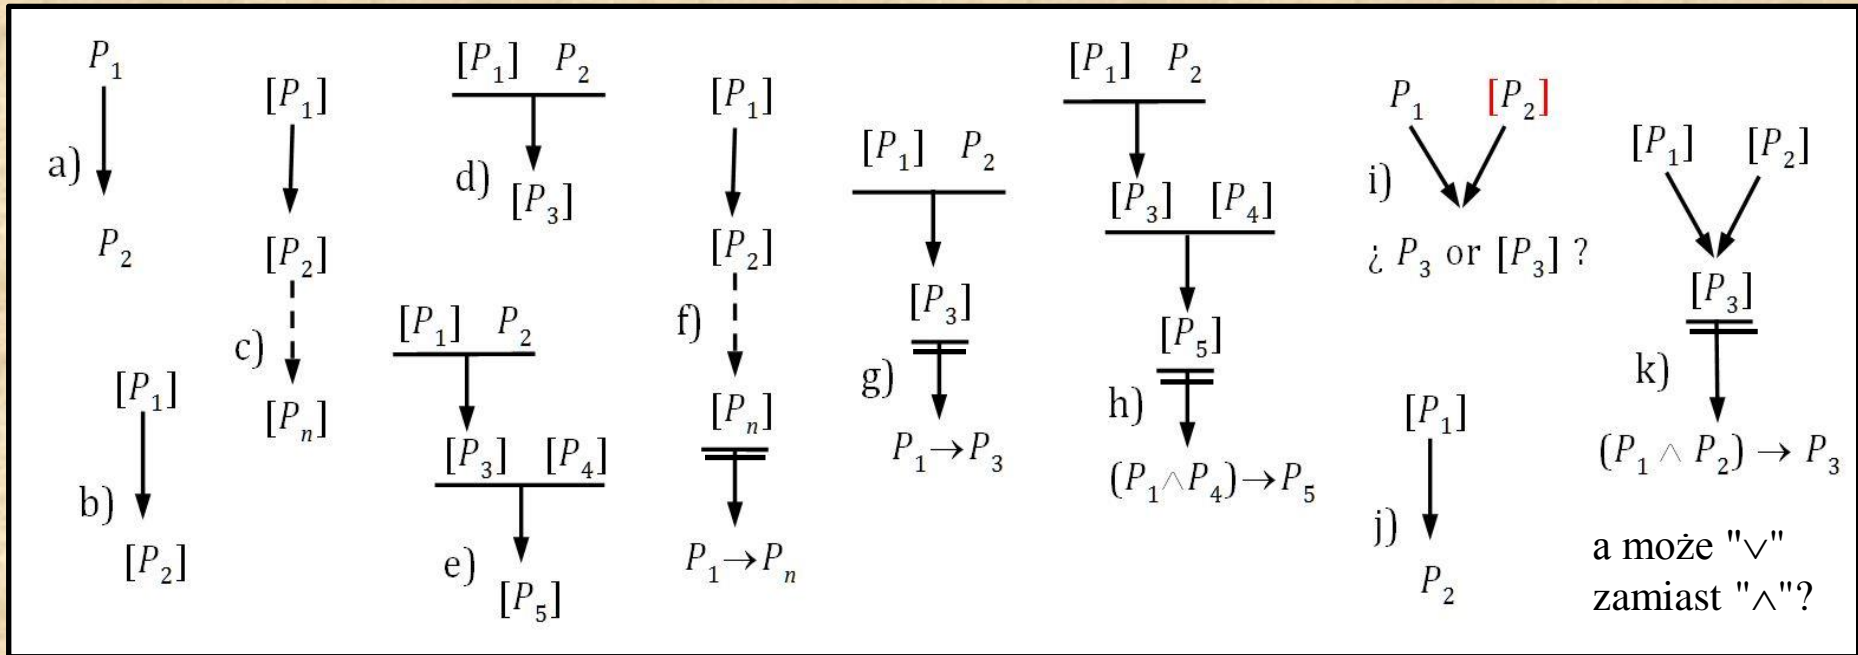 a)
P₁
P₂
b)
[P₁]
[P₂]
c)
[P₁]
[P₂]
[Pₙ]
d)
[P₁] P₂
[P₃]
e)
[P₁] P₂
[P₃] [P₄]
[P₅]
f)
[P₁]
[P₂]
[Pₙ]
P₁→Pₙ
g)
[P₁] P₂
[P₃]
P₁→P₃
h)
[P₁] P₂
[P₃] [P₄]
[P₅]
(P₁∧P₄)→P₅
i)
P₁ [P₂]
¿ P₃ or [P₃] ?
j)
[P₁]
P₂
k)
[P₁] [P₂]
[P₃]
(P₁ ∧ P₂) → P₃
a może "∨"
zamiast "∧"?